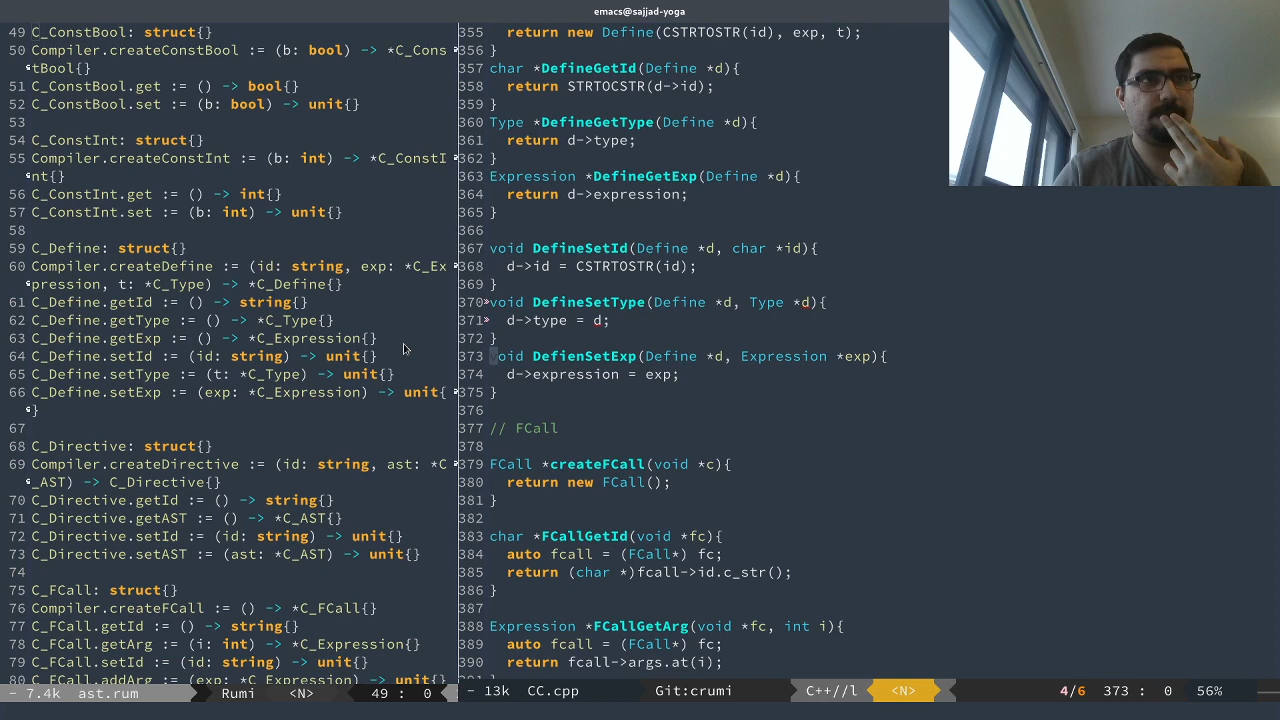 emacs@sajjad-yoga
49 C_ConstBool: struct{}
50 Compiler.createConstBool := (b: bool) -> *C_Cons
tBool{}
51 C_ConstBool.get := () -> bool{}
52 C_ConstBool.set := (b: bool) -> unit{}
53
54 C_ConstInt: struct{}
55 Compiler.createConstInt := (b: int) -> *C_ConstI
nt{}
56 C_ConstInt.get := () -> int{}
57 C_ConstInt.set := (b: int) -> unit{}
58
59 C_Define: struct{}
60 Compiler.createDefine := (id: string, exp: *C_Ex
pression, t: *C_Type) -> *C_Define{}
61 C_Define.getId := () -> string{}
62 C_Define.getType := () -> *C_Type{}
63 C_Define.getExp := () -> *C_Expression{}
64 C_Define.setId := (id: string) -> unit{}
65 C_Define.setType := (t: *C_Type) -> unit{}
66 C_Define.setExp := (exp: *C_Expression) -> unit{
}
67
68 C_Directive: struct{}
69 Compiler.createDirective := (id: string, ast: *C
_AST) -> C_Directive{}
70 C_Directive.getId := () -> string{}
71 C_Directive.getAST := () -> *C_AST{}
72 C_Directive.setId := (id: string) -> unit{}
73 C_Directive.setAST := (ast: *C_AST) -> unit{}
74
75 C_FCall: struct{}
76 Compiler.createFCall := () -> *C_FCall{}
77 C_FCall.getId := () -> string{}
78 C_FCall.getArg := (i: int) -> *C_Expression{}
79 C_FCall.setId := (id: string) -> unit{}
80 C_FCall.addArg := (exp: *C_Expression) -> unit{}
- 7.4k ast.rum Rumi <N> 49 : 0
355 return new Define(CSTRTOSTR(id), exp, t);
356 }
357 char *DefineGetId(Define *d){
358 return STRTOCSTR(d->id);
359 }
360 Type *DefineGetType(Define *d){
361 return d->type;
362 }
363 Expression *DefineGetExp(Define *d){
364 return d->expression;
365 }
366
367 void DefineSetId(Define *d, char *id){
368 d->id = CSTRTOSTR(id);
369 }
370 void DefineSetType(Define *d, Type *d){
371 d->type = d;
372 }
373 void DefienSetExp(Define *d, Expression *exp){
374 d->expression = exp;
375 }
376
377 // FCall
378
379 FCall *createFCall(void *c){
380 return new FCall();
381 }
382
383 char *FCallGetId(void *fc){
384 auto fcall = (FCall*) fc;
385 return (char *)fcall->id.c_str();
386 }
387
388 Expression *FCallGetArg(void *fc, int i){
389 auto fcall = (FCall*) fc;
390 return fcall->args.at(i);
391 }
- 13k CC.cpp Git:crumi C++//l <N> 4/6 373 : 0 56%